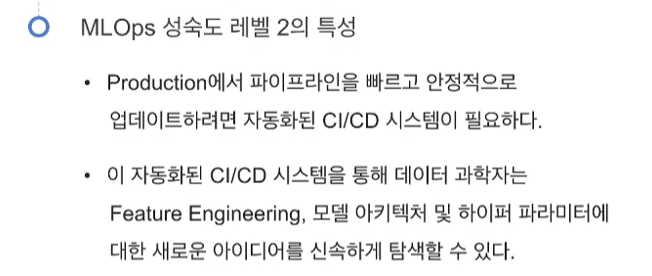 MLOps 성숙도 레벨 2의 특성
• Production에서 파이프라인을 빠르고 안정적으로
업데이트하려면 자동화된 CI/CD 시스템이 필요하다.
• 이 자동화된 CI/CD 시스템을 통해 데이터 과학자는
Feature Engineering, 모델 아키텍처 및 하이퍼 파라미터에
대한 새로운 아이디어를 신속하게 탐색할 수 있다.